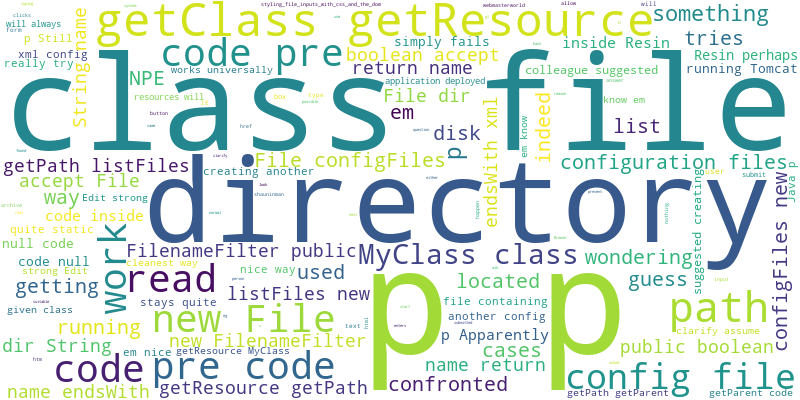 styling_file_inputs_with_css_and_the_dom
webmasterworld allow will
will always
p Still
xml config
really try
String name
getClass getResource
something
tries
code pre
boolean accept
simply fails
inside Resin
Resin perhaps
running Tomcat
NPE
works universally
return name
application deployed
colleague suggested
resources will
File dir
em
know em
class file
button
disk
p
endsWith xml
em know
indeed
list
getPath listFiles
File configFiles
configuration files
accept File
creating another
way
Edit strong
directory
user
submit
Java p
archive
code inside
quite static
null code
work
FilenameFilter public
MyClass class
wondering
suggested creating
configFiles new
code null
strong Edit
cleanest way
nice way
used
located
guess
getting
read
listFiles new
file containing
given class
stays quite
another config
path
running
new File
p Apparently
clarify assume
dir String
new FilenameFilter
cases
public boolean
em nice
getResource MyClass
code
pre code
p p
name return
config file
name endsWith
getResource getPath
confronted
getPath getParent
getParent code